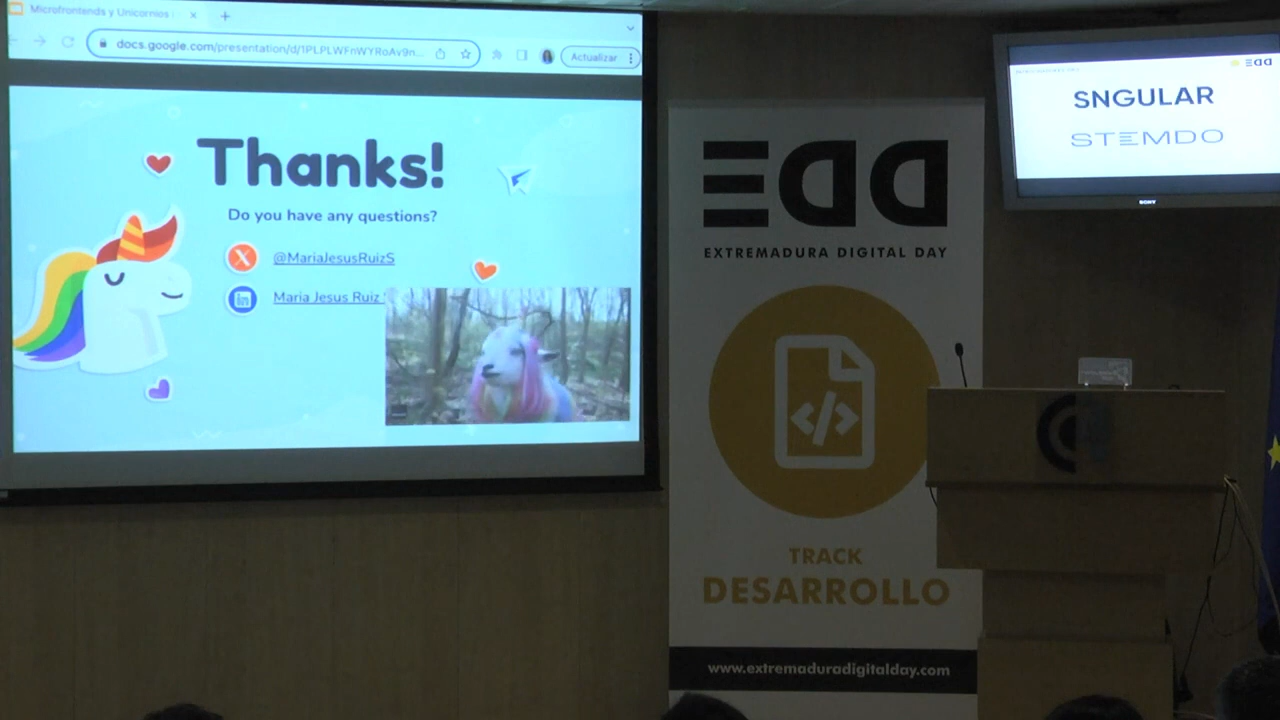 Microfrontends y Unicornios
docs.google.com/presentation/d/1PLPLWFnWYRoAv9n...
Actualizar
Thanks!
Do you have any questions?
@MariaJesusRuizS
Maria Jesus Ruiz
EDD
EXTREMADURA DIGITAL DAY
TRACK
DESARROLLO
www.extremaduradigitalday.com
EDD
SNGULAR
STEMDO
SONY